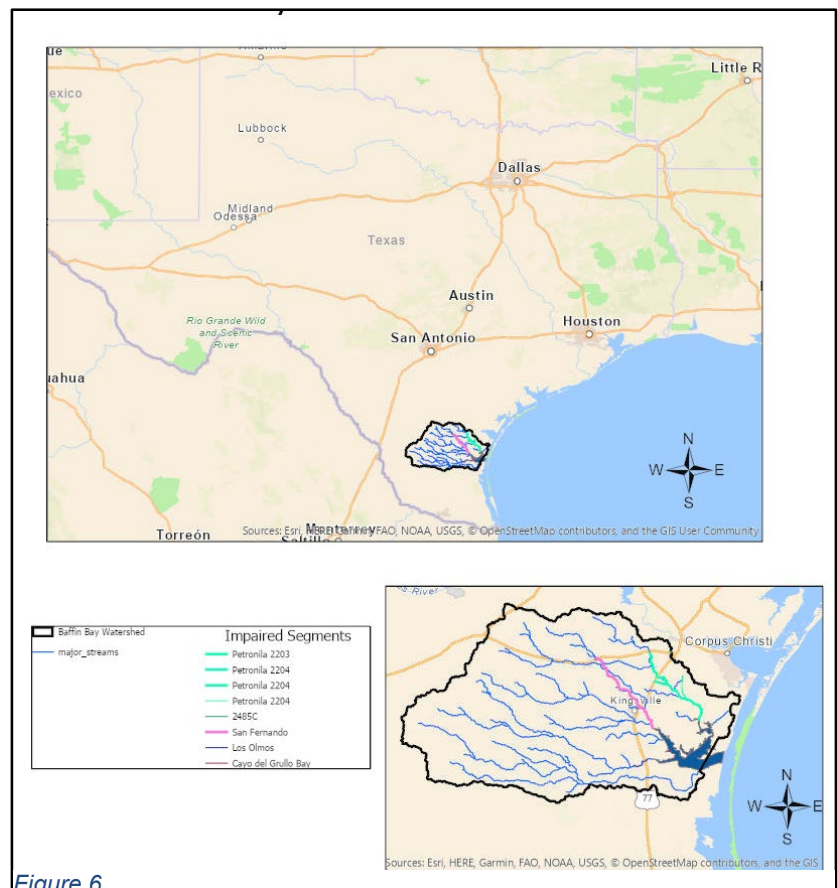 Little R
ue
exico
Lubbock
Dallas
Midland
Odessa
Texas
Austin
Rio Grande Wild
and Scenic
River
San Antonio
Houston
uahua
N
W E
S
Torreón
Monterrey
Saltillo
Sources: Esri, HERE, Garmin, FAO, NOAA, USGS, © OpenStreetMap contributors, and the GIS User Community
Baffin Bay Watershed
major_streams
Impaired Segments
Petronila 2203
Petronila 2204
Petronila 2204
Petronila 2204
2485C
San Fernando
Los Olmos
Cayo del Grullo Bay
River
Corpus Christi
Kingsville
77
N
W E
S
Sources: Esri, HERE, Garmin, FAO, NOAA, USGS, © OpenStreetMap contributors, and the GIS
Figure 6